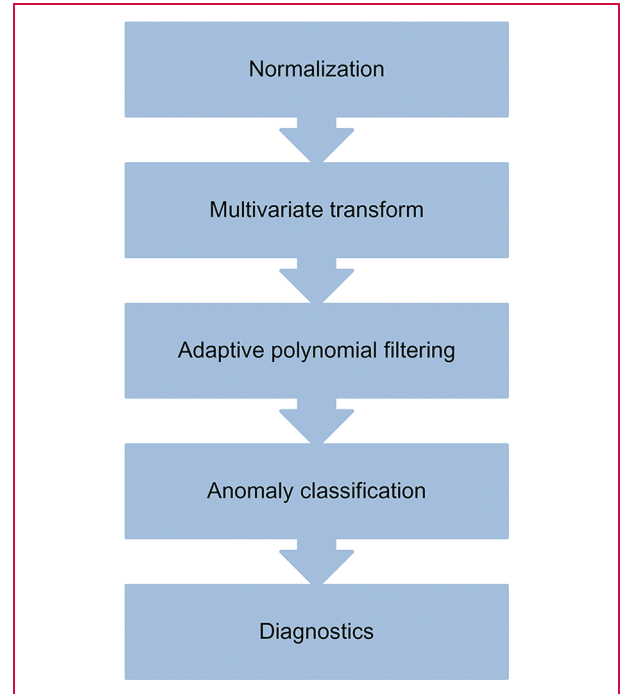 Normalization
Multivariate transform
Adaptive polynomial filtering
Anomaly classification
Diagnostics